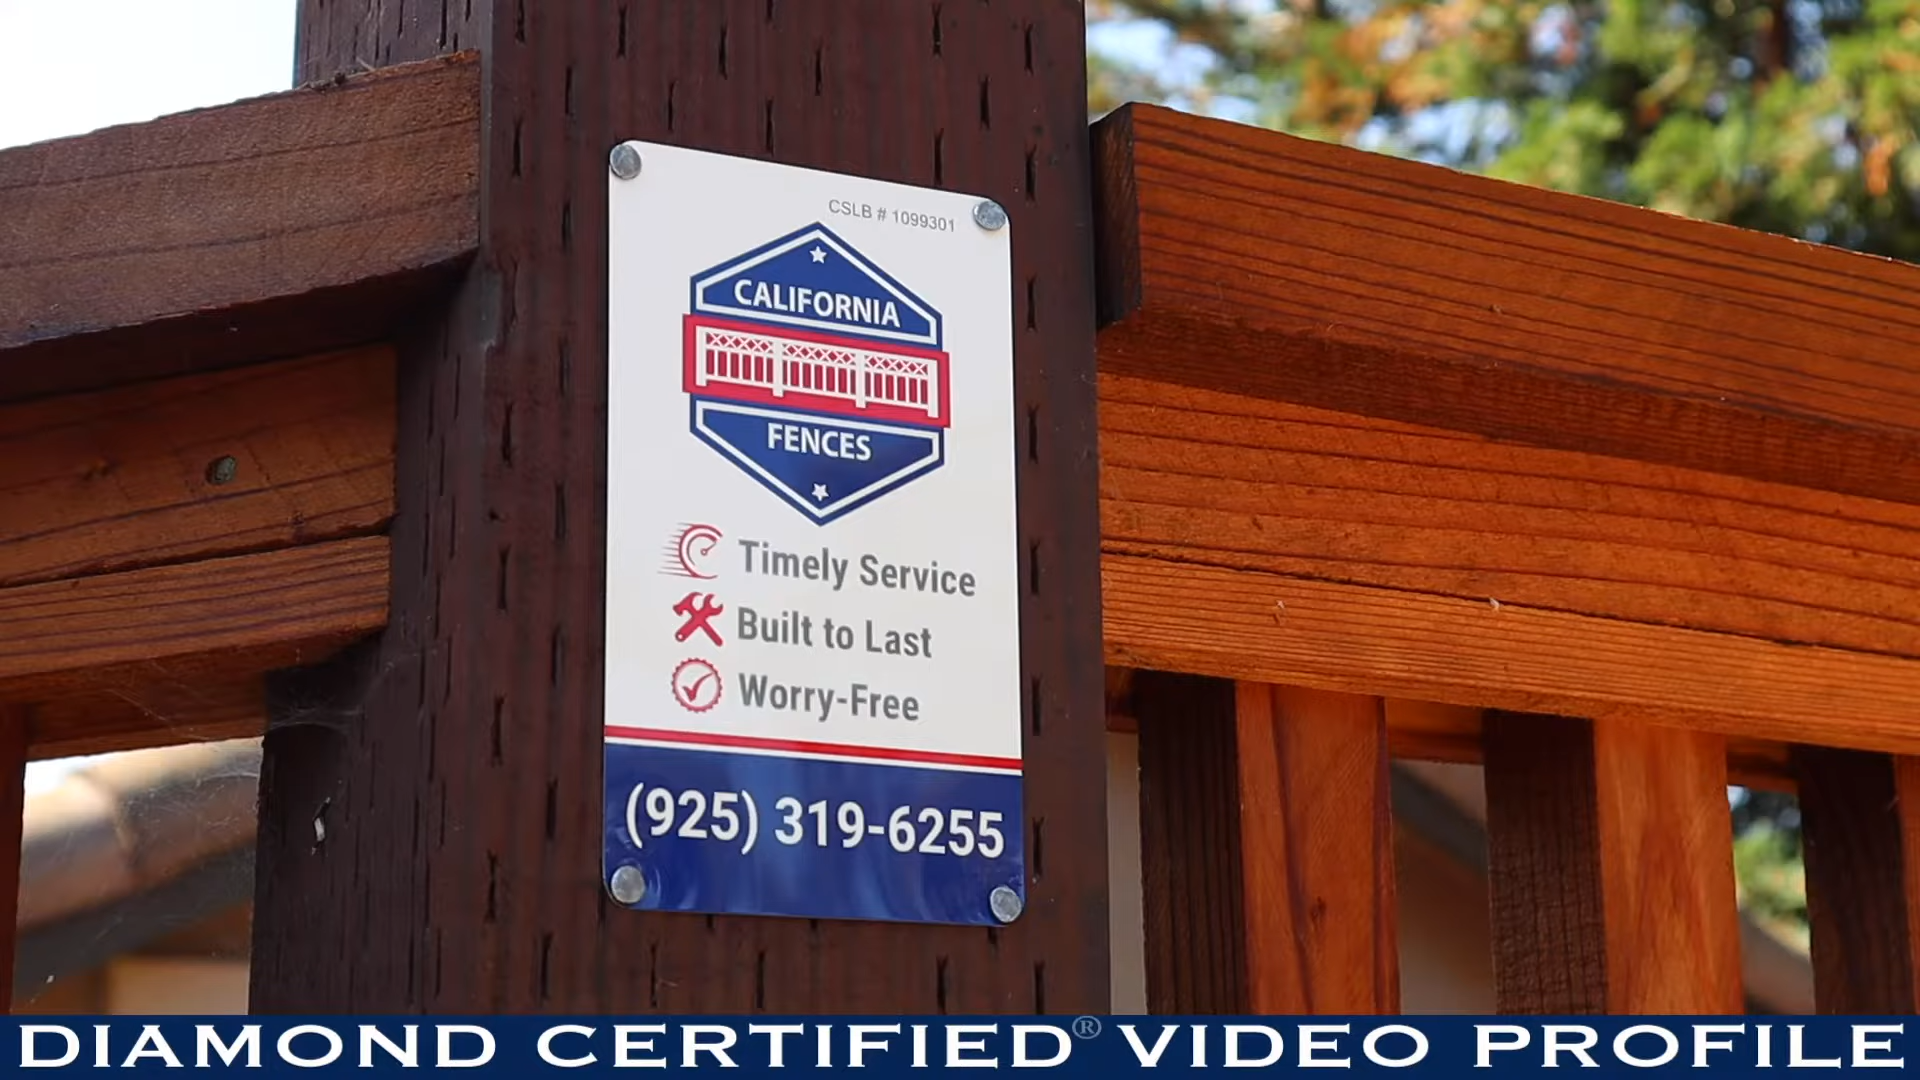 CSLB # 1099301
CALIFORNIA
FENCES
Timely Service
Built to Last
Worry-Free
(925) 319-6255
DIAMOND CERTIFIED® VIDEO PROFILE